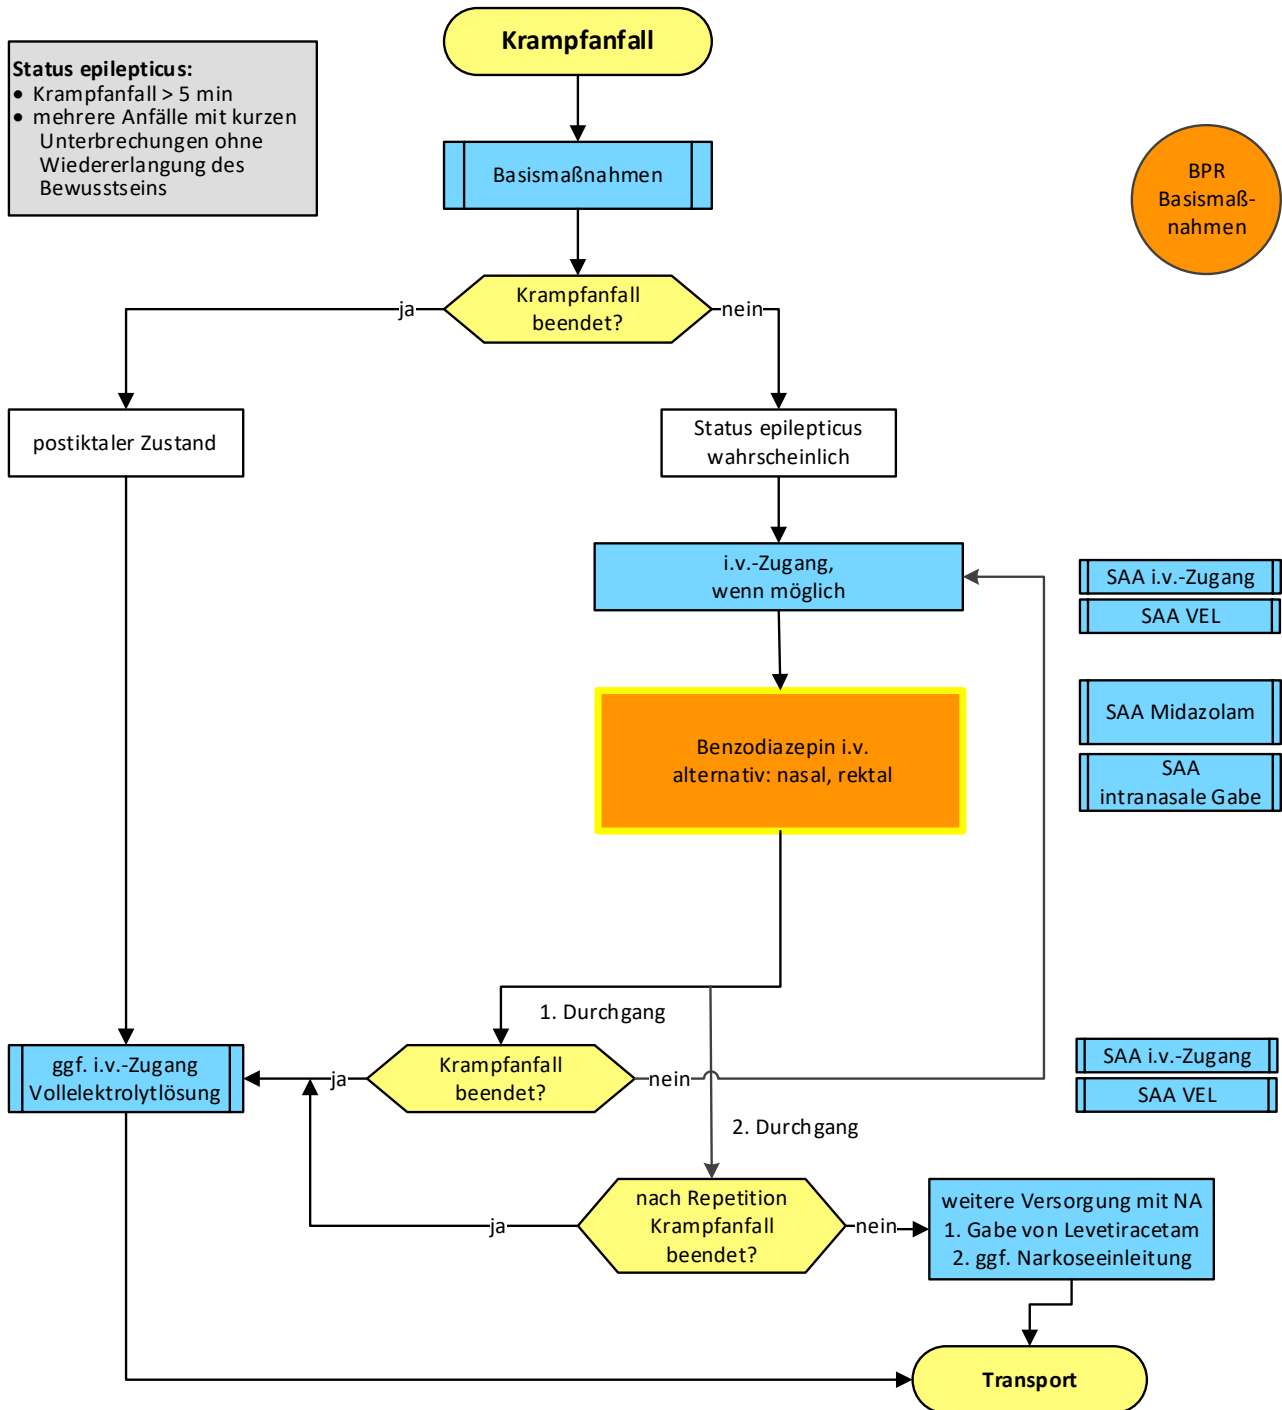 Krampfanfall
Status epilepticus:
• Krampfanfall > 5 min
• mehrere Anfälle mit kurzen
Unterbrechungen ohne
Wiedererlangung des
Bewusstseins
Basismaßnahmen
BPR
Basismaß-
nahmen
Krampfanfall
beendet?
ja
nein
postiktaler Zustand
Status epilepticus
wahrscheinlich
i.v.-Zugang,
wenn möglich
SAA i.v.-Zugang
SAA VEL
Benzodiazepin i.v.
alternativ: nasal, rektal
SAA Midazolam
SAA
intranasale Gabe
1. Durchgang
ggf. i.v.-Zugang
Vollelektrolytlösung
ja
Krampfanfall
beendet?
nein
SAA i.v.-Zugang
SAA VEL
2. Durchgang
ja
nach Repetition
Krampfanfall
beendet?
nein
weitere Versorgung mit NA
1. Gabe von Levetiracetam
2. ggf. Narkoseeinleitung
Transport